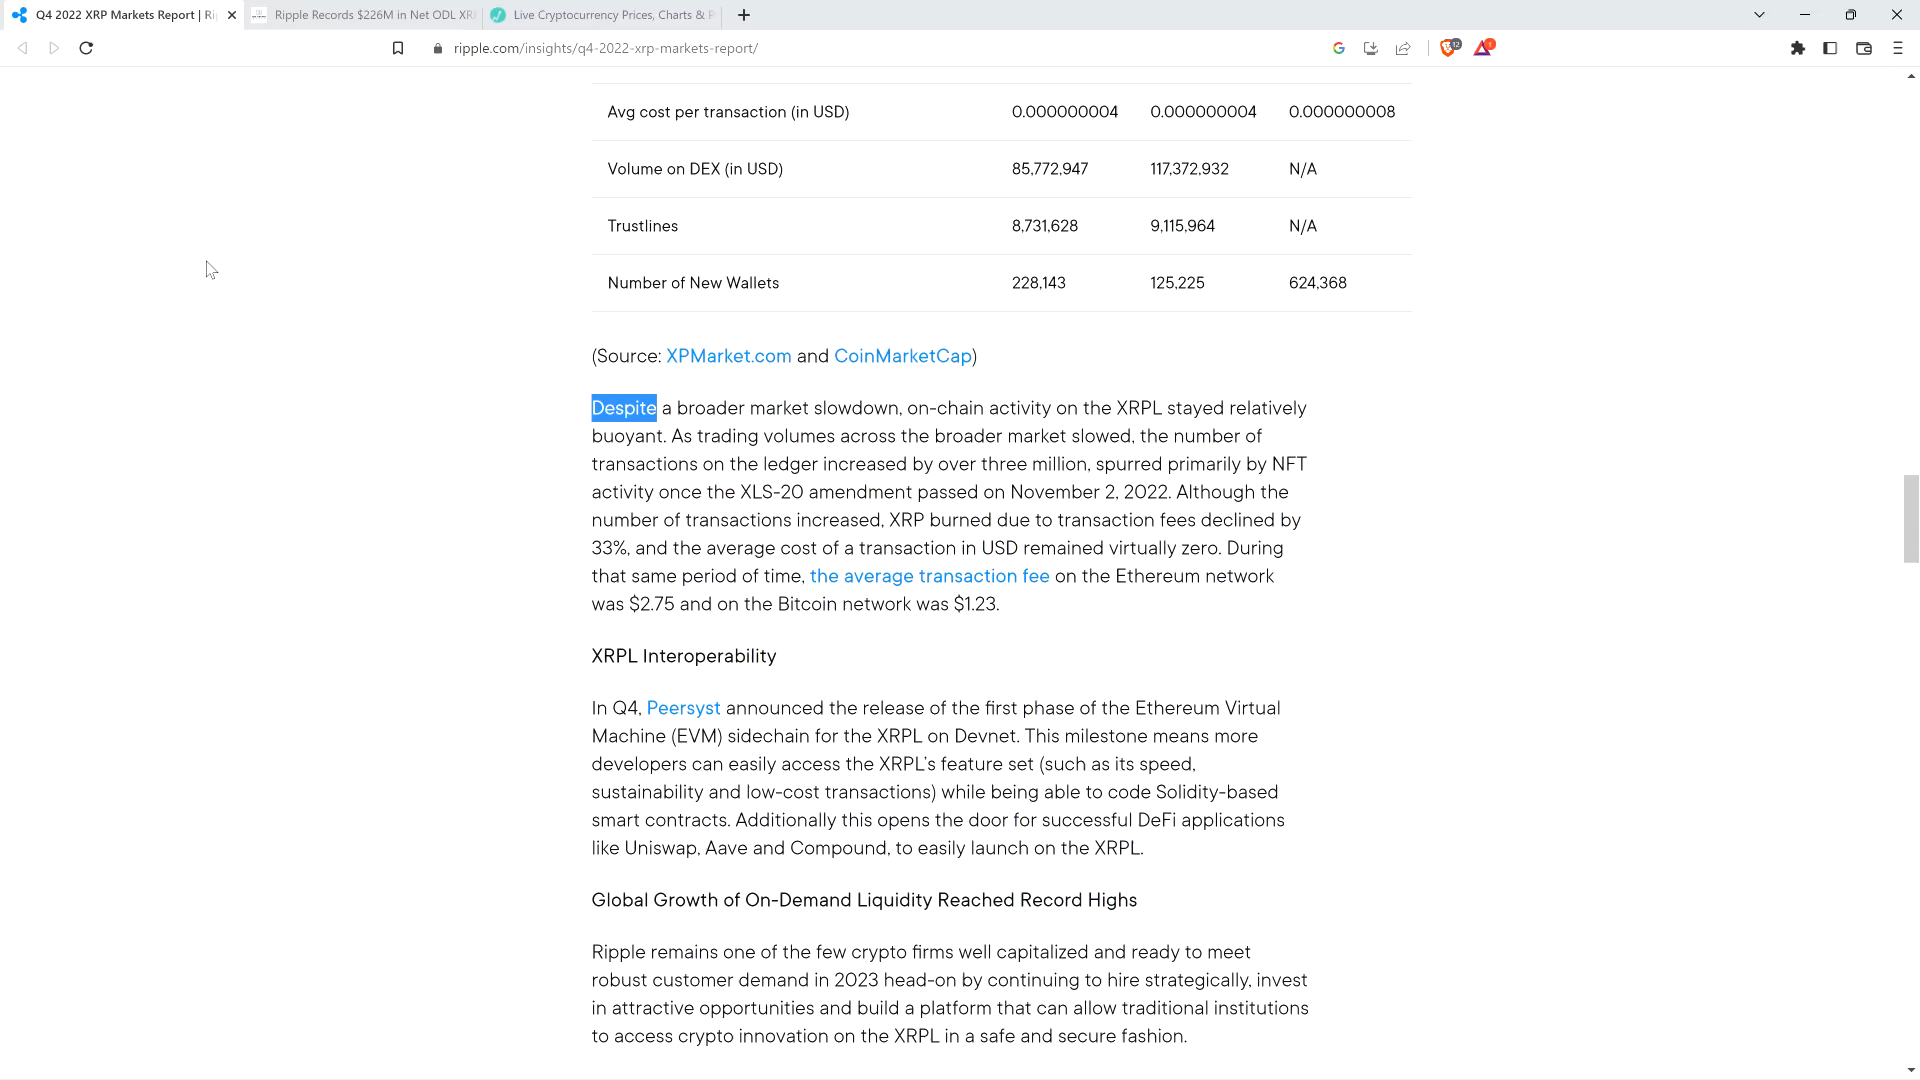 Q4 2022 XRP Markets Report | Ri
Ripple Records $226M in Net ODL XR
Live Cryptocurrency Prices, Charts & P
ripple.com/insights/q4-2022-xrp-markets-report/
12
1
Avg cost per transaction (in USD) 0.000000004 0.000000004 0.000000008
Volume on DEX (in USD) 85,772,947 117,372,932 N/A
Trustlines 8,731,628 9,115,964 N/A
Number of New Wallets 228,143 125,225 624,368
(Source: XPMarket.com and CoinMarketCap)
Despite a broader market slowdown, on-chain activity on the XRPL stayed relatively
buoyant. As trading volumes across the broader market slowed, the number of
transactions on the ledger increased by over three million, spurred primarily by NFT
activity once the XLS-20 amendment passed on November 2, 2022. Although the
number of transactions increased, XRP burned due to transaction fees declined by
33%, and the average cost of a transaction in USD remained virtually zero. During
that same period of time, the average transaction fee on the Ethereum network
was $2.75 and on the Bitcoin network was $1.23.
XRPL Interoperability
In Q4, Peersyst announced the release of the first phase of the Ethereum Virtual
Machine (EVM) sidechain for the XRPL on Devnet. This milestone means more
developers can easily access the XRPL's feature set (such as its speed,
sustainability and low-cost transactions) while being able to code Solidity-based
smart contracts. Additionally this opens the door for successful DeFi applications
like Uniswap, Aave and Compound, to easily launch on the XRPL.
Global Growth of On-Demand Liquidity Reached Record Highs
Ripple remains one of the few crypto firms well capitalized and ready to meet
robust customer demand in 2023 head-on by continuing to hire strategically, invest
in attractive opportunities and build a platform that can allow traditional institutions
to access crypto innovation on the XRPL in a safe and secure fashion.